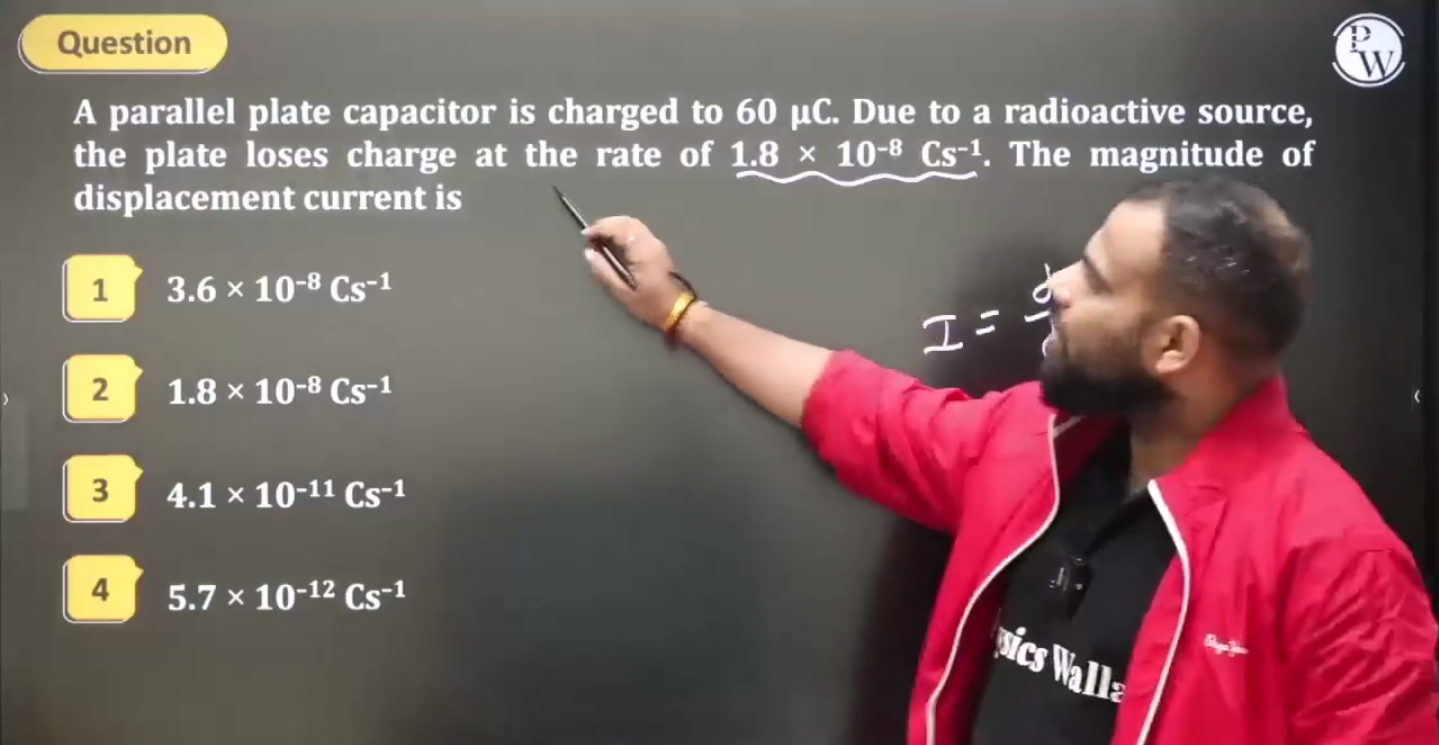 Question
PW
A parallel plate capacitor is charged to 60 μC. Due to a radioactive source,
the plate loses charge at the rate of 1.8 × 10⁻⁸ Cs⁻¹. The magnitude of
displacement current is
1 3.6 × 10⁻⁸ Cs⁻¹
I =
2 1.8 × 10⁻⁸ Cs⁻¹
3 4.1 × 10⁻¹¹ Cs⁻¹
4 5.7 × 10⁻¹² Cs⁻¹